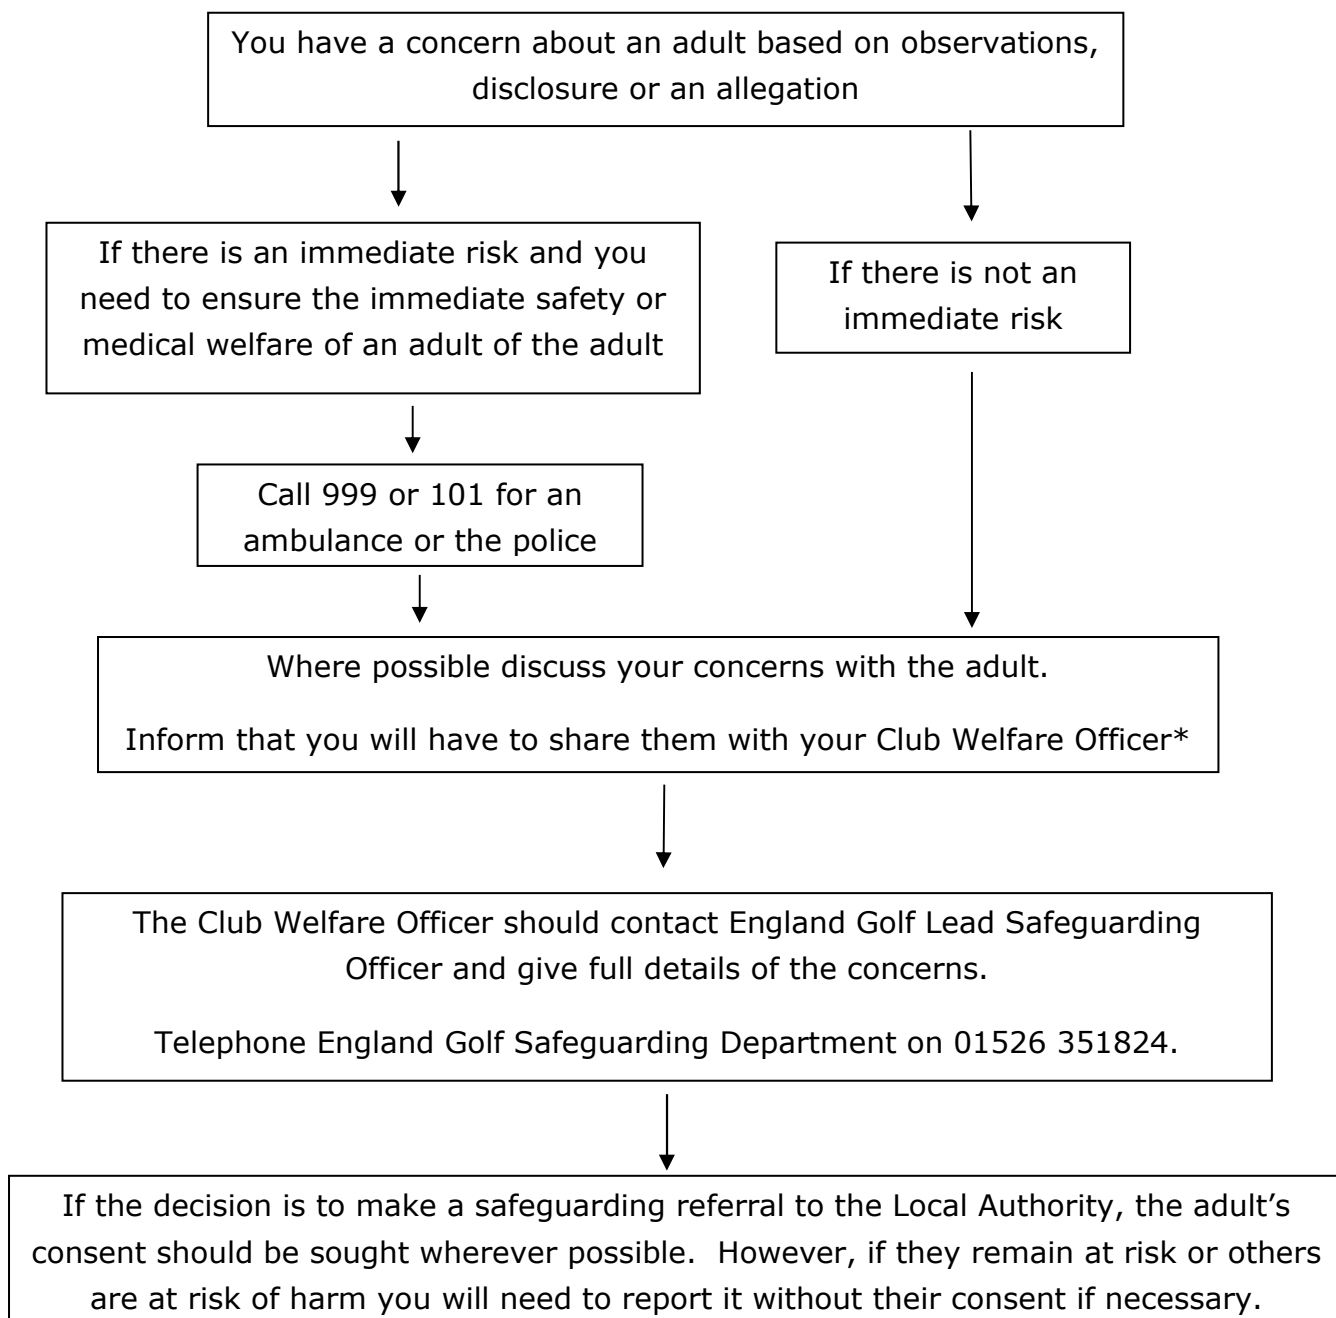 You have a concern about an adult based on observations,
disclosure or an allegation
If there is an immediate risk and you
need to ensure the immediate safety or
medical welfare of an adult of the adult
If there is not an
immediate risk
Call 999 or 101 for an
ambulance or the police
Where possible discuss your concerns with the adult.
Inform that you will have to share them with your Club Welfare Officer*
The Club Welfare Officer should contact England Golf Lead Safeguarding
Officer and give full details of the concerns.
Telephone England Golf Safeguarding Department on 01526 351824.
If the decision is to make a safeguarding referral to the Local Authority, the adult’s
consent should be sought wherever possible.  However, if they remain at risk or others
are at risk of harm you will need to report it without their consent if necessary.